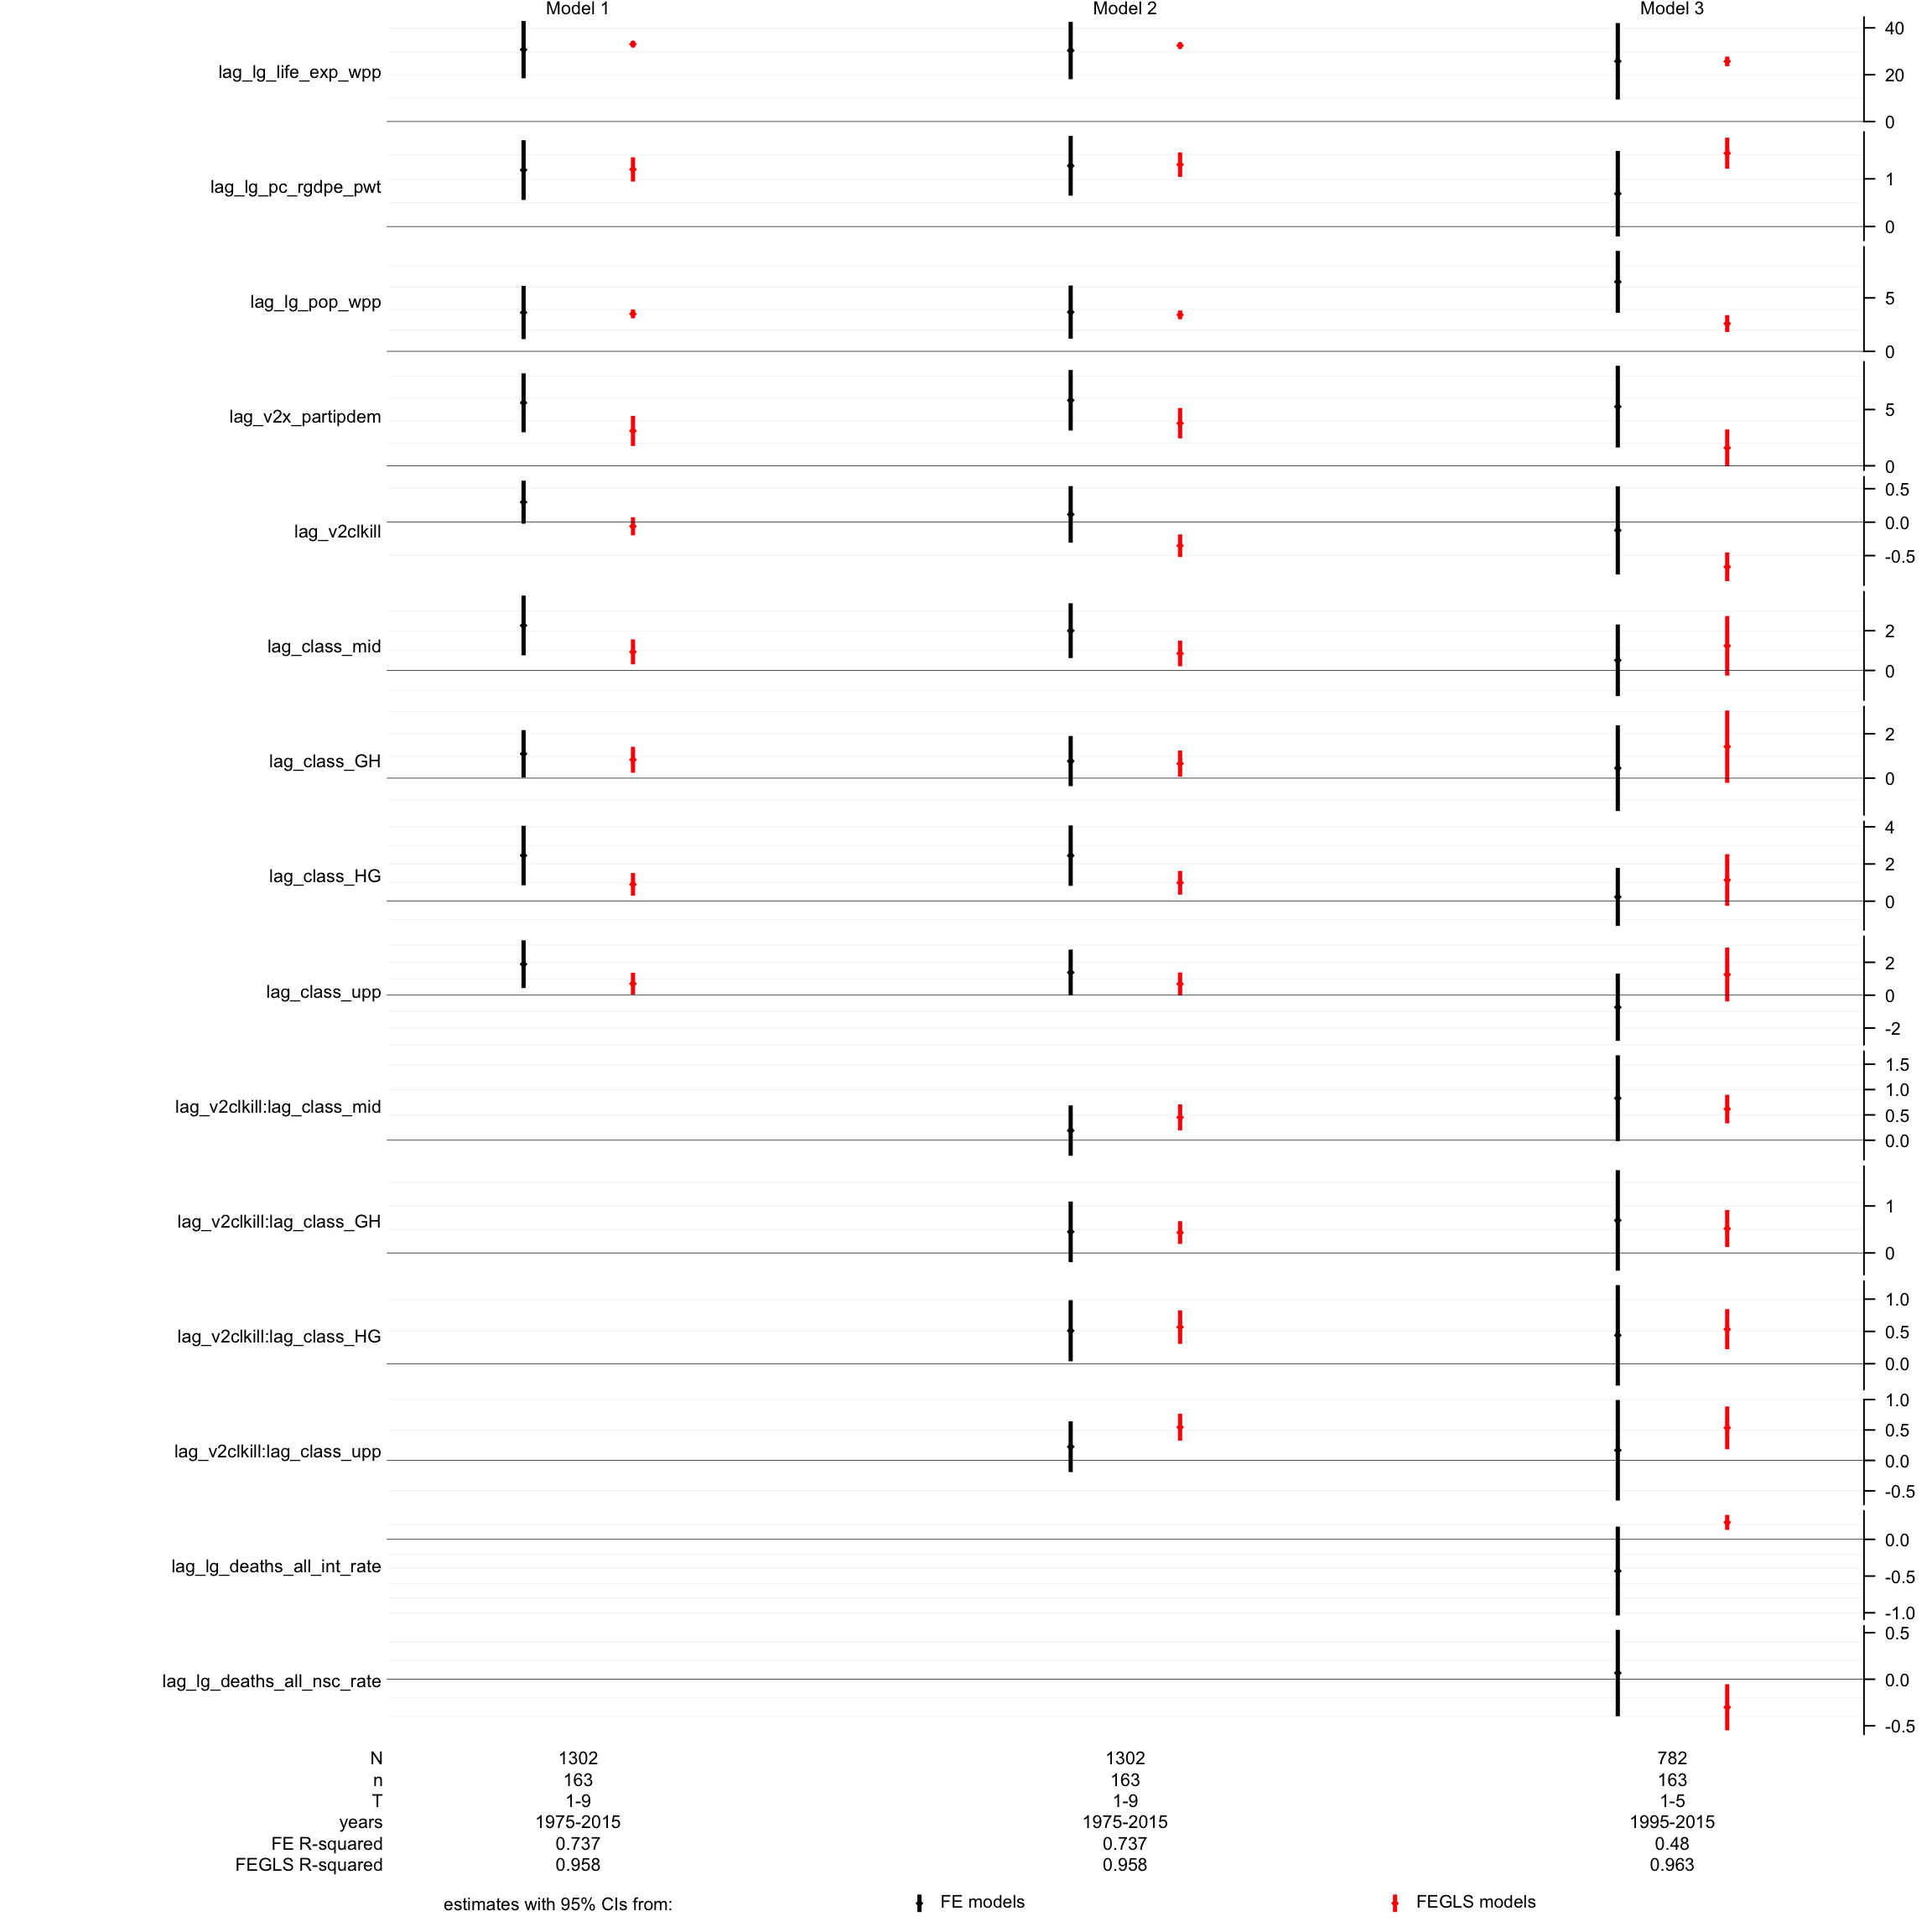 Model 1 Model 2 Model 3
lag_lg_life_exp_wpp 40
20
0
lag_lg_pc_rgdpe_pwt 1
0
lag_lg_pop_wpp 5
0
lag_v2x_partipdem 5
0
lag_v2clkill 0.5
0.0
-0.5
lag_class_mid 2
0
lag_class_GH 2
0
lag_class_HG 4
2
0
lag_class_upp 2
0
-2
lag_v2clkill:lag_class_mid 1.5
1.0
0.5
0.0
lag_v2clkill:lag_class_GH 1
0
lag_v2clkill:lag_class_HG 1.0
0.5
0.0
lag_v2clkill:lag_class_upp 1.0
0.5
0.0
-0.5
lag_lg_deaths_all_int_rate 0.0
-0.5
-1.0
lag_lg_deaths_all_nsc_rate 0.5
0.0
-0.5
N 1302 1302 782
n 163 163 163
T 1-9 1-9 1-5
years 1975-2015 1975-2015 1995-2015
FE R-squared 0.737 0.737 0.48
FEGLS R-squared 0.958 0.958 0.963
estimates with 95% CIs from: FE models FEGLS models